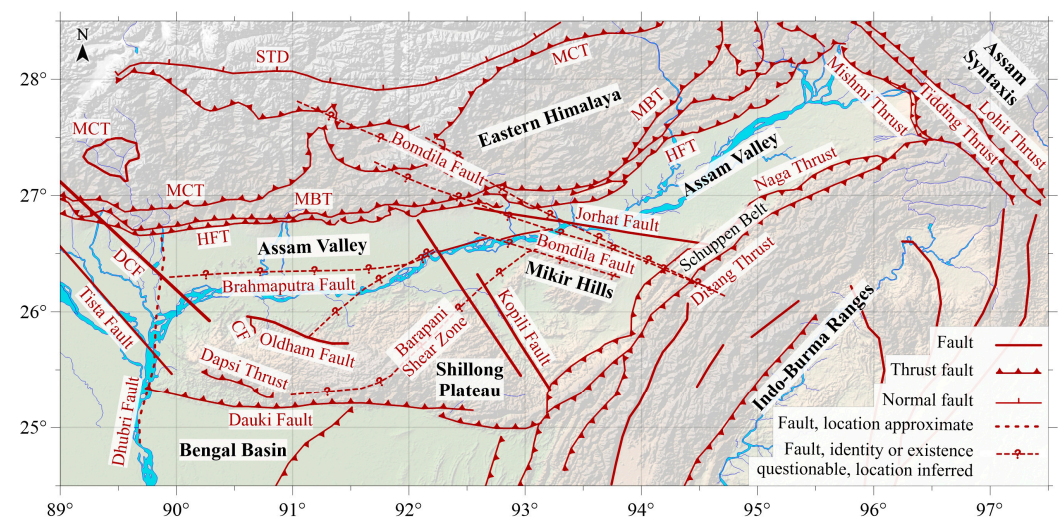 N
STD
MCT
28°
Assam
Syntaxis
Eastern Himalaya
MBT
Mishmi Thrust
Tidding Thrust
Lohit Thrust
MCT
Bomdila Fault
HFT
Assam Valley
Naga Thrust
27°
MCT
MBT
HFT
Jorhat Fault
Schuppen Belt
Assam Valley
Bomdila Fault
Disang Thrust
DCF
Brahmaputra Fault
Mikir Hills
26°
Tista Fault
CF
Oldham Fault
Barapani
Shear Zone
Kopili Fault
Indo-Burma Ranges
Dapsi Thrust
Shillong
Plateau
Dhubri Fault
Dauki Fault
25°
Bengal Basin
Fault
Thrust fault
Normal fault
Fault, location approximate
Fault, identity or existence
questionable, location inferred
89° 90° 91° 92° 93° 94° 95° 96° 97°